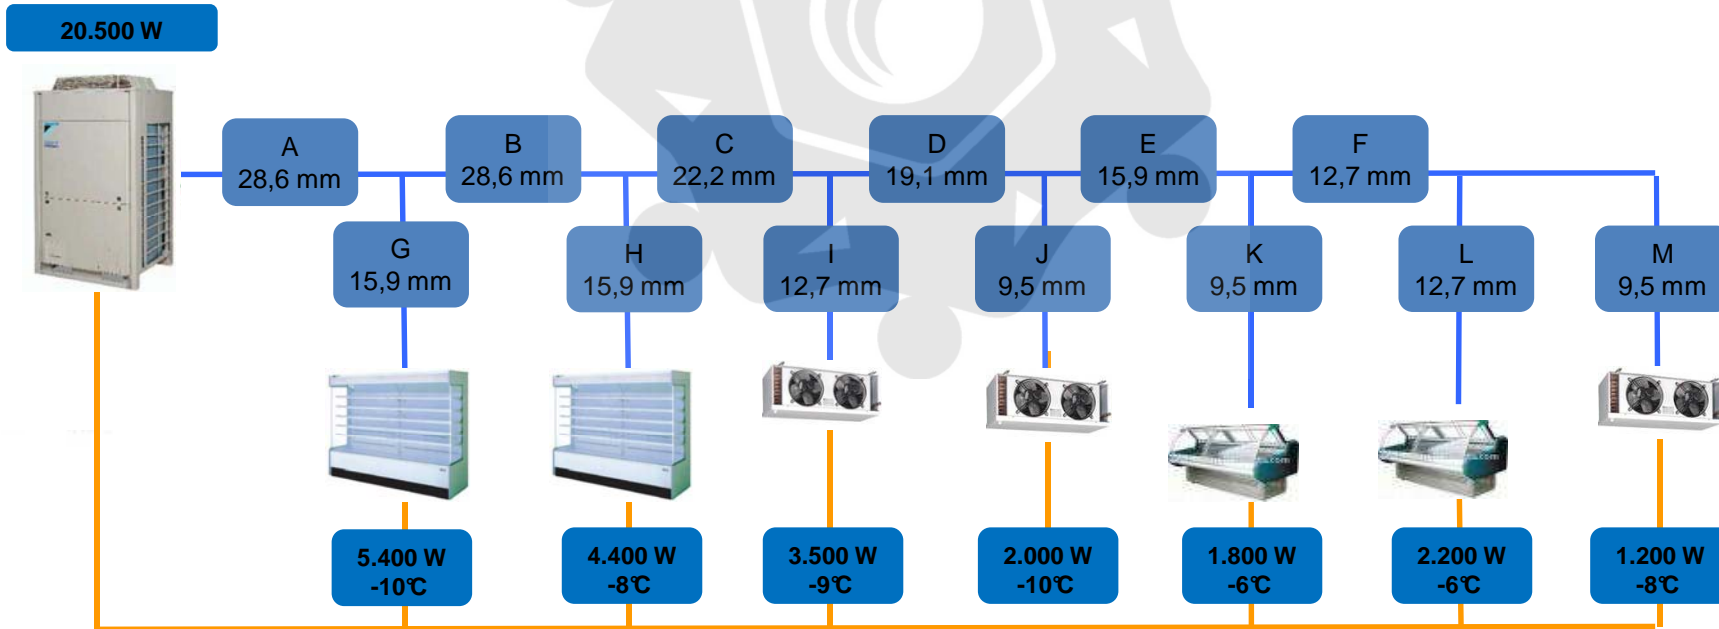 20.500 W
A
28,6 mm
B
28,6 mm
C
22,2 mm
D
19,1 mm
E
15,9 mm
F
12,7 mm
G
15,9 mm
H
15,9 mm
I
12,7 mm
J
9,5 mm
K
9,5 mm
L
12,7 mm
M
9,5 mm
5.400 W
-10°C
4.400 W
-8°C
3.500 W
-9°C
2.000 W
-10°C
1.800 W
-6°C
2.200 W
-6°C
1.200 W
-8°C